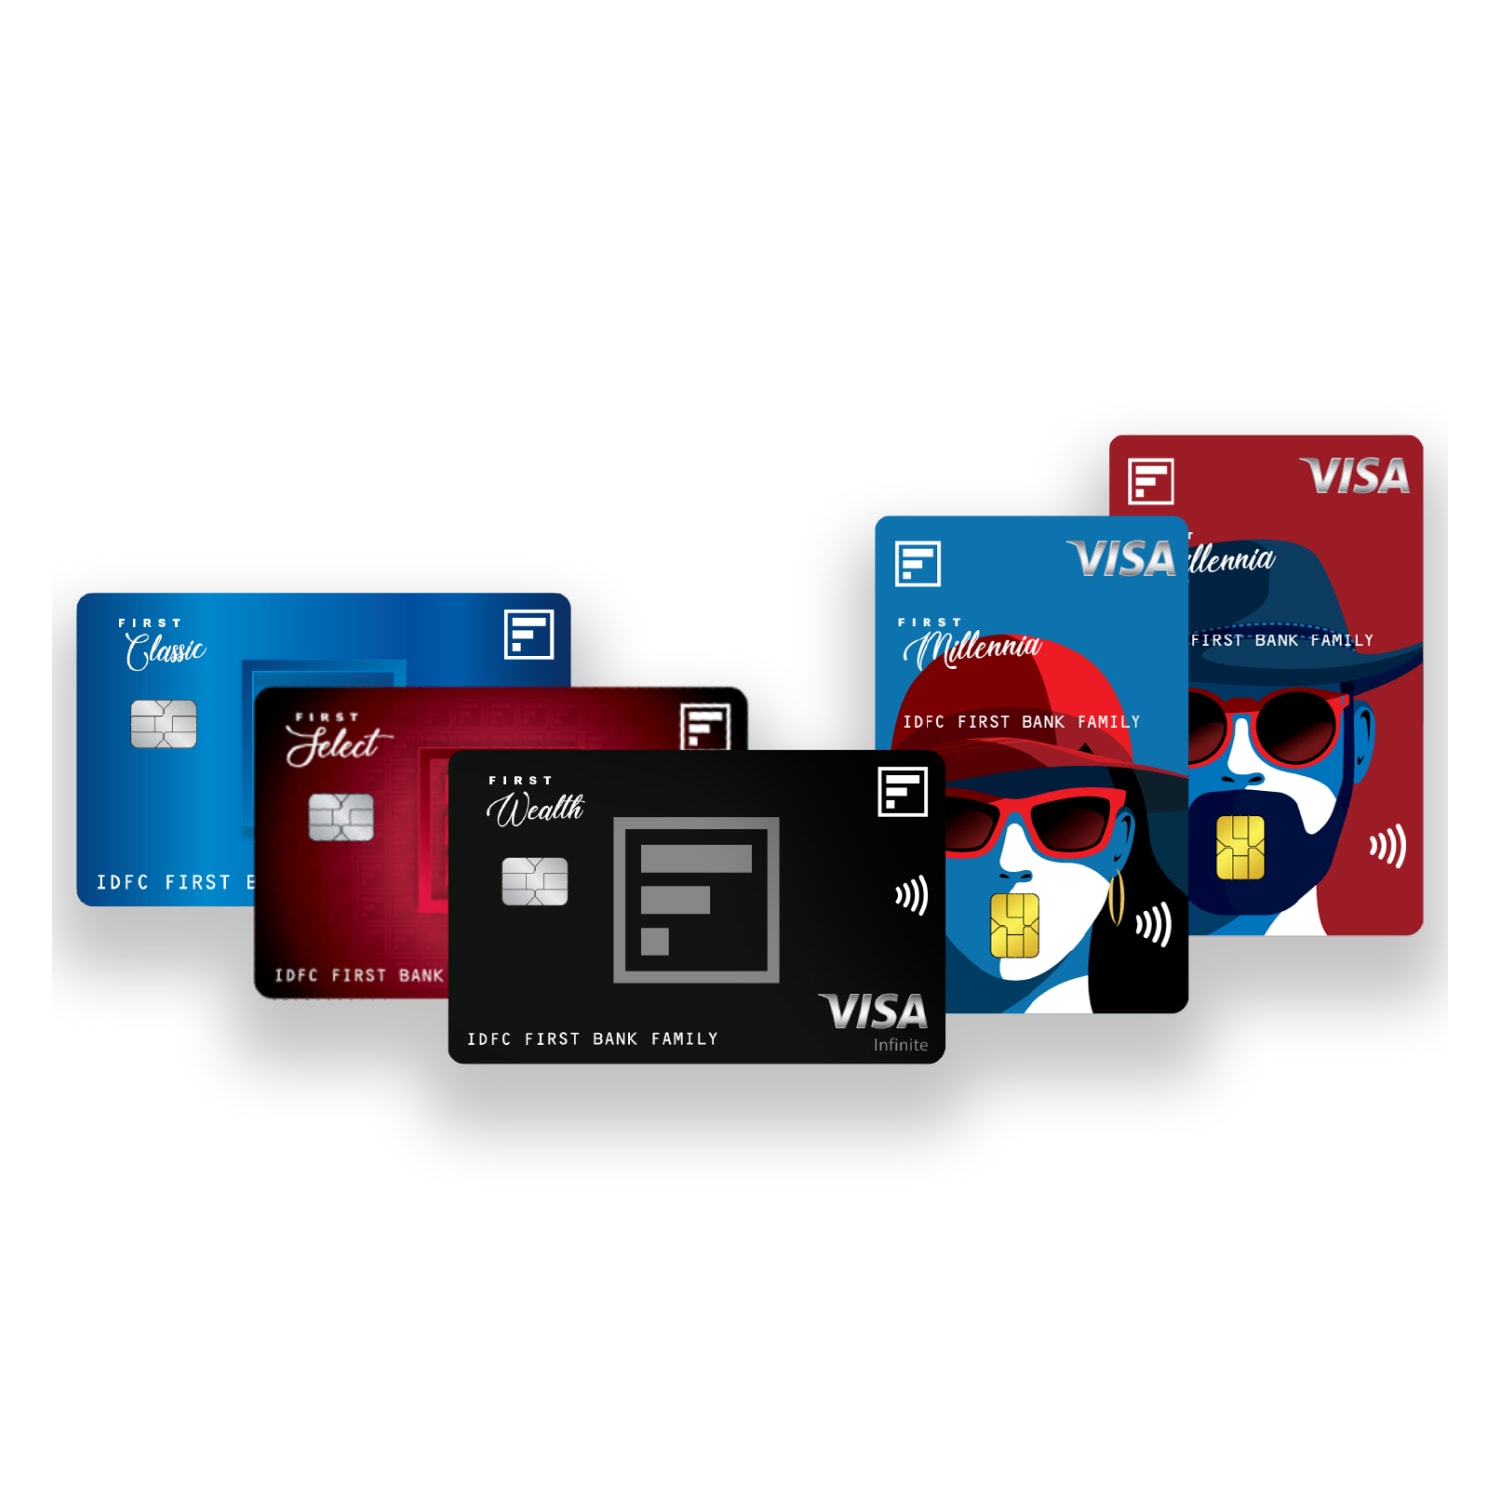 FIRST
Classic
IDFC FIRST
FIRST
Select
IDFC FIRST BANK
FIRST
Wealth
IDFC FIRST BANK FAMILY
VISA
Infinite
VISA
FIRST
Millennia
IDFC FIRST BANK FAMILY
VISA
FIRST BANK FAMILY